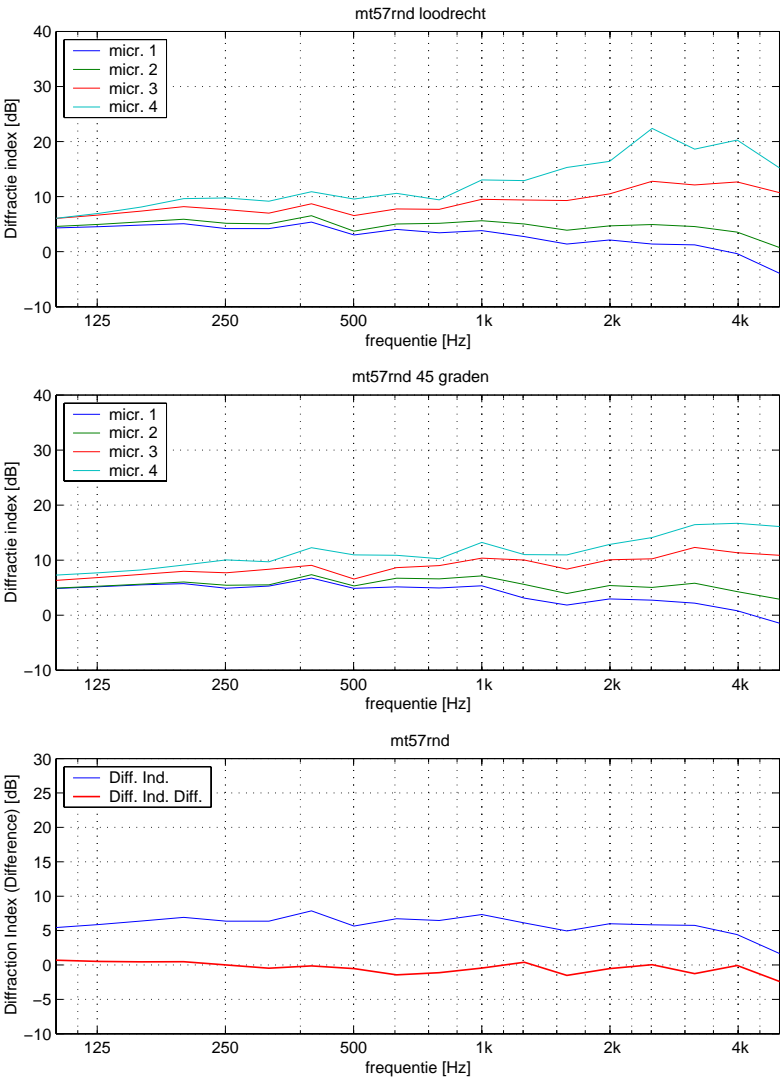 mt57rnd loodrecht
40
30
20
10
0
−10
Diffractie index [dB]
micr. 1
micr. 2
micr. 3
micr. 4
125 250 500 1k 2k 4k
frequentie [Hz]
mt57rnd 45 graden
40
30
20
10
0
−10
Diffractie index [dB]
micr. 1
micr. 2
micr. 3
micr. 4
125 250 500 1k 2k 4k
frequentie [Hz]
mt57rnd
30
25
20
15
10
5
0
−5
−10
Diffraction Index (Difference) [dB]
Diff. Ind.
Diff. Ind. Diff.
125 250 500 1k 2k 4k
frequentie [Hz]